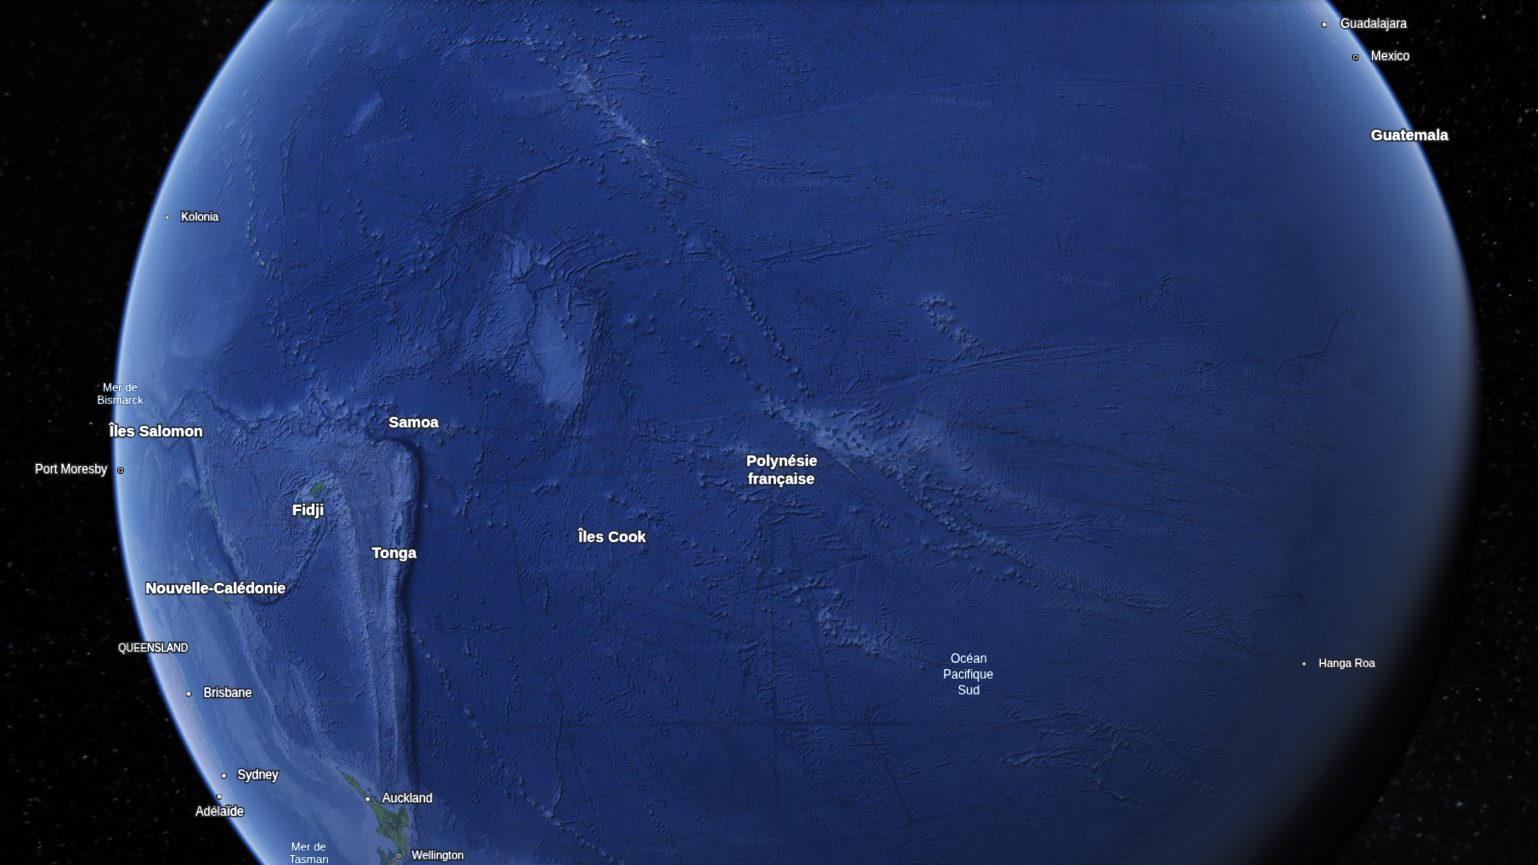 Guadalajara
Mexico
Guatemala
Kolonia
Mer de
Bismarck
Samoa
Îles Salomon
Polynésie
française
Port Moresby
Fidji
Îles Cook
Tonga
Nouvelle-Calédonie
QUEENSLAND
Océan
Pacifique
Sud
Hanga Roa
Brisbane
Sydney
Auckland
Adélaïde
Mer de
Tasman
Wellington